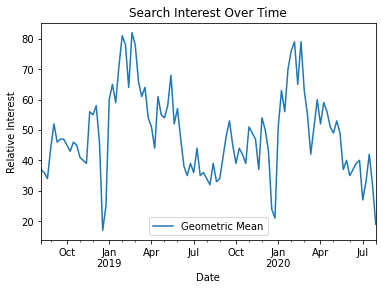 Search Interest Over Time
Relative Interest
80
70
60
50
40
30
20
Geometric Mean
Oct Jan Apr Jul Oct Jan Apr Jul
2019 2020
Date